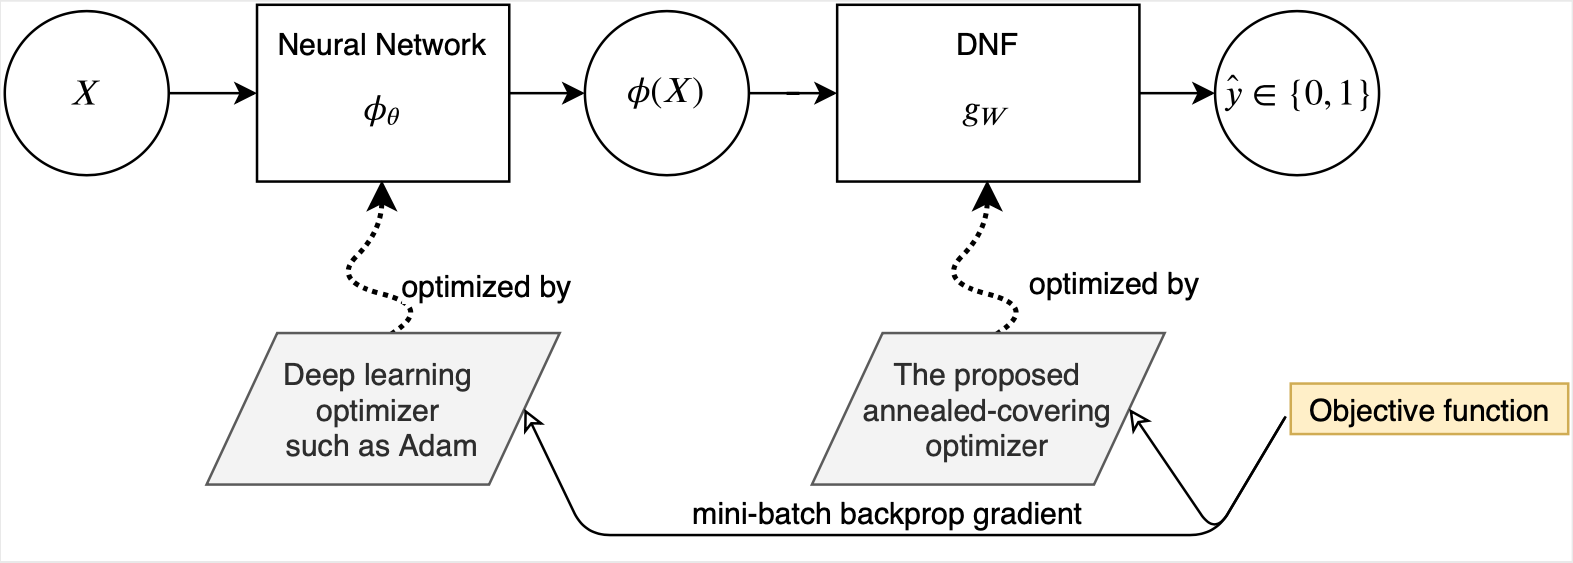 X
Neural Network
ϕθ
ϕ(X)
DNF
gW
ŷ ∈ {0, 1}
optimized by
optimized by
Deep learning
optimizer
such as Adam
The proposed
annealed-covering
optimizer
Objective function
mini-batch backprop gradient